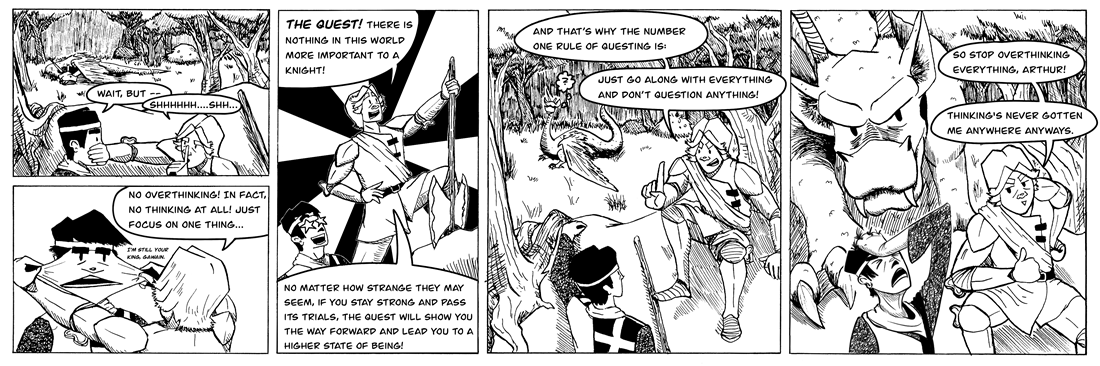 WAIT, BUT --
SHHHHHH....SHH...
NO OVERTHINKING! IN FACT,
NO THINKING AT ALL! JUST
FOCUS ON ONE THING...
I'M STILL YOUR
KING, GAWAIN.
THE QUEST! THERE IS
NOTHING IN THIS WORLD
MORE IMPORTANT TO A
KNIGHT!
NO MATTER HOW STRANGE THEY MAY
SEEM, IF YOU STAY STRONG AND PASS
ITS TRIALS, THE QUEST WILL SHOW YOU
THE WAY FORWARD AND LEAD YOU TO A
HIGHER STATE OF BEING!
AND THAT'S WHY THE NUMBER
ONE RULE OF QUESTING IS:
JUST GO ALONG WITH EVERYTHING
AND DON'T QUESTION ANYTHING!
?
SO STOP OVERTHINKING
EVERYTHING, ARTHUR!
THINKING'S NEVER GOTTEN
ME ANYWHERE ANYWAYS.